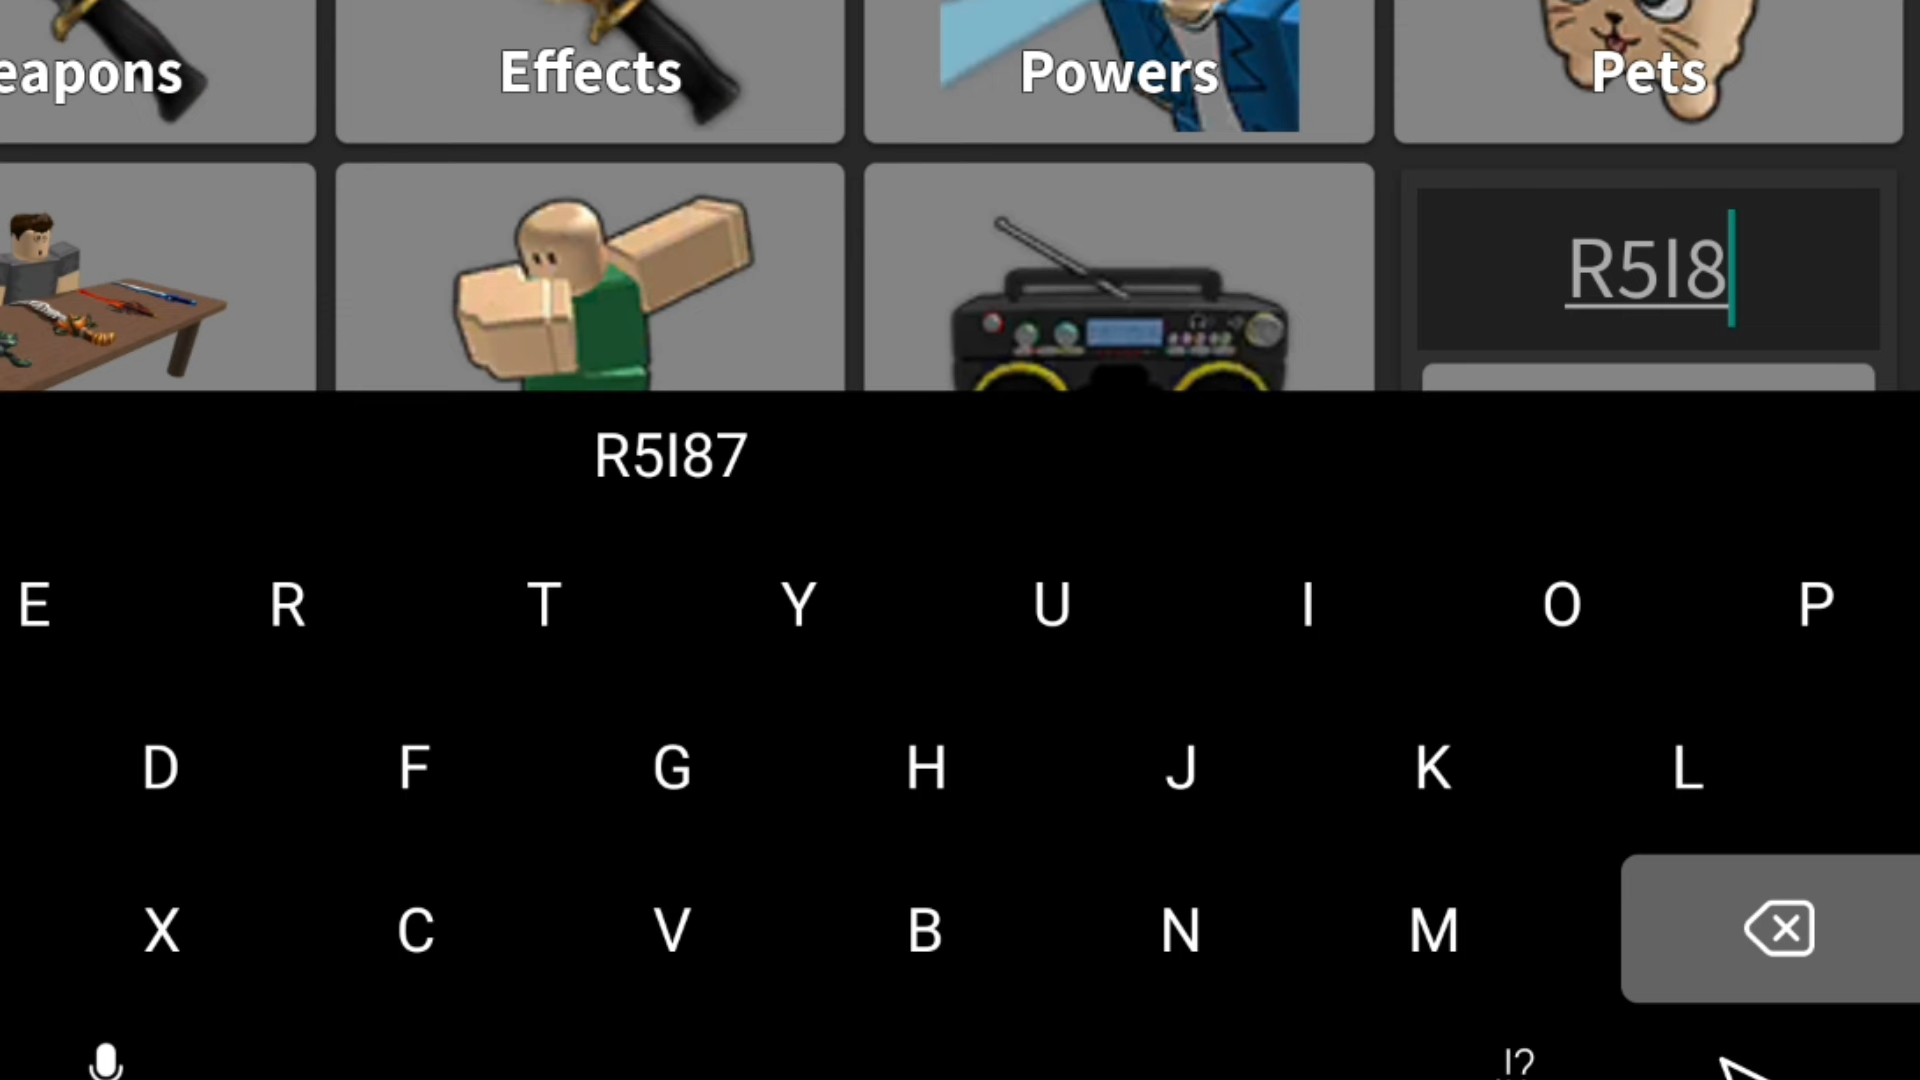 eapons Effects Powers Pets
R5I8
R5I87
E R T Y U I O P
D F G H J K L
X C V B N M
!?